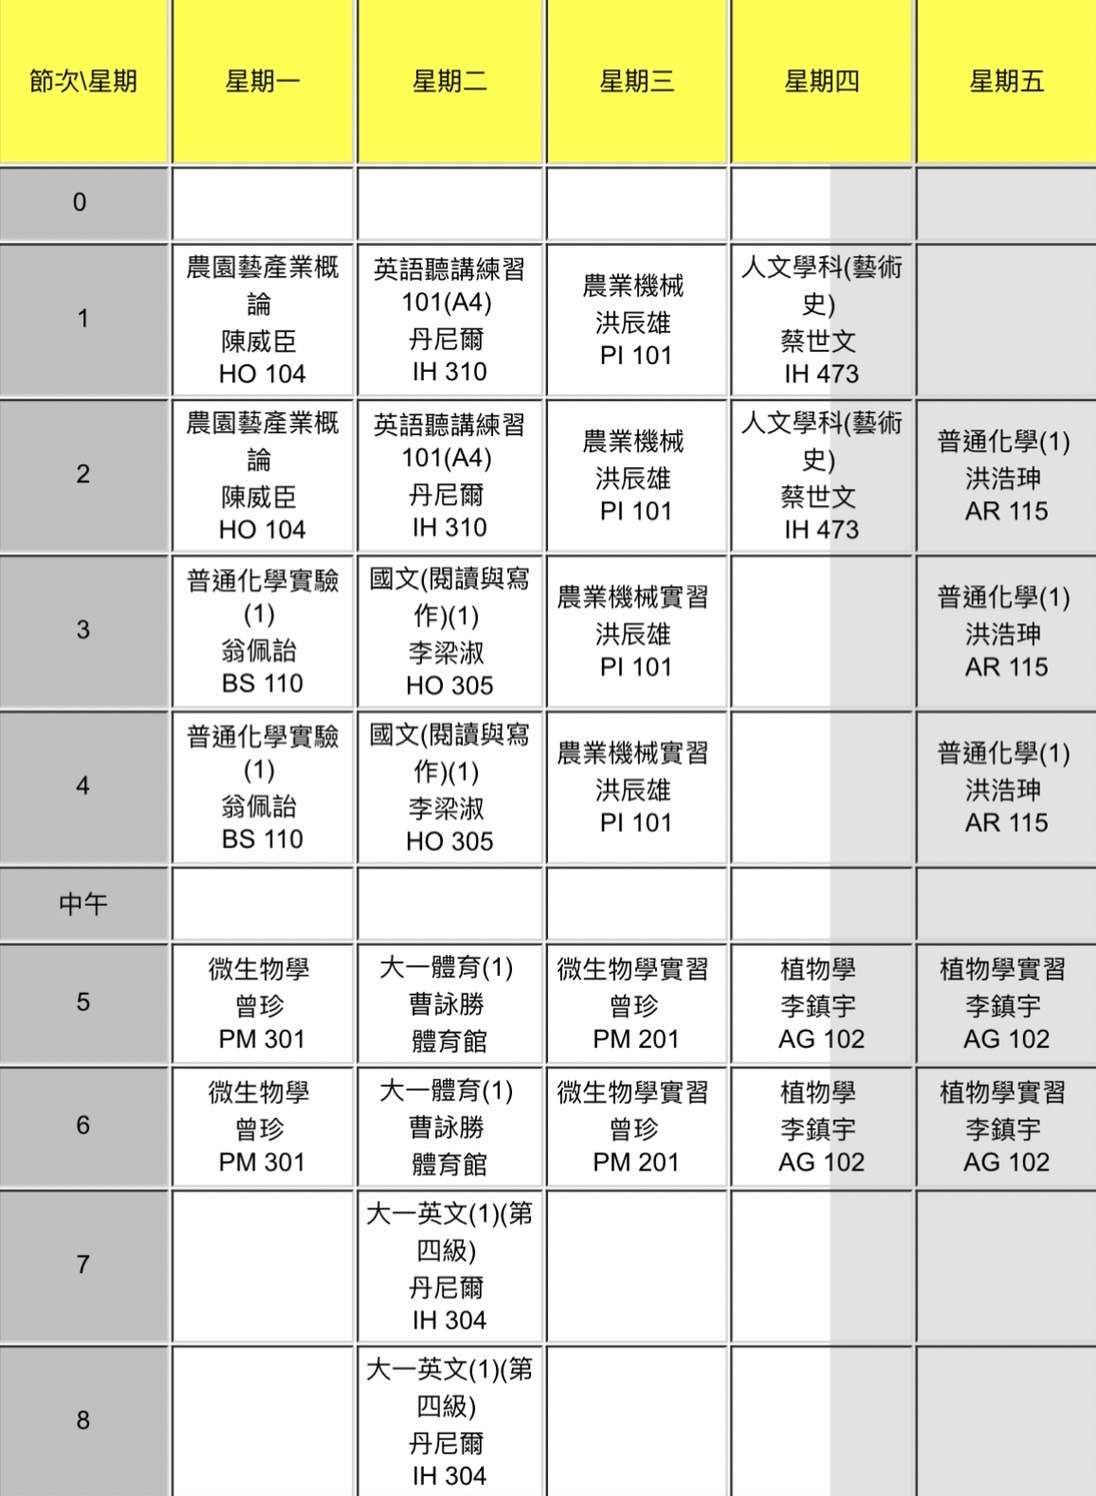 節次\星期 星期一 星期二 星期三 星期四 星期五
0
1
農園藝產業概
論
陳威臣
HO 104
英語聽講練習
101(A4)
丹尼爾
IH 310
農業機械
洪辰雄
PI 101
人文學科(藝術
史)
蔡世文
IH 473
2
農園藝產業概
論
陳威臣
HO 104
英語聽講練習
101(A4)
丹尼爾
IH 310
農業機械
洪辰雄
PI 101
人文學科(藝術
史)
蔡世文
IH 473
普通化學(1)
洪浩珅
AR 115
3
普通化學實驗
(1)
翁佩詒
BS 110
國文(閱讀與寫
作)(1)
李梁淑
HO 305
農業機械實習
洪辰雄
PI 101
普通化學(1)
洪浩珅
AR 115
4
普通化學實驗
(1)
翁佩詒
BS 110
國文(閱讀與寫
作)(1)
李梁淑
HO 305
農業機械實習
洪辰雄
PI 101
普通化學(1)
洪浩珅
AR 115
中午
5
微生物學
曾珍
PM 301
大一體育(1)
曹詠勝
體育館
微生物學實習
曾珍
PM 201
植物學
李鎮宇
AG 102
植物學實習
李鎮宇
AG 102
6
微生物學
曾珍
PM 301
大一體育(1)
曹詠勝
體育館
微生物學實習
曾珍
PM 201
植物學
李鎮宇
AG 102
植物學實習
李鎮宇
AG 102
7
大一英文(1)(第
四級)
丹尼爾
IH 304
8
大一英文(1)(第
四級)
丹尼爾
IH 304